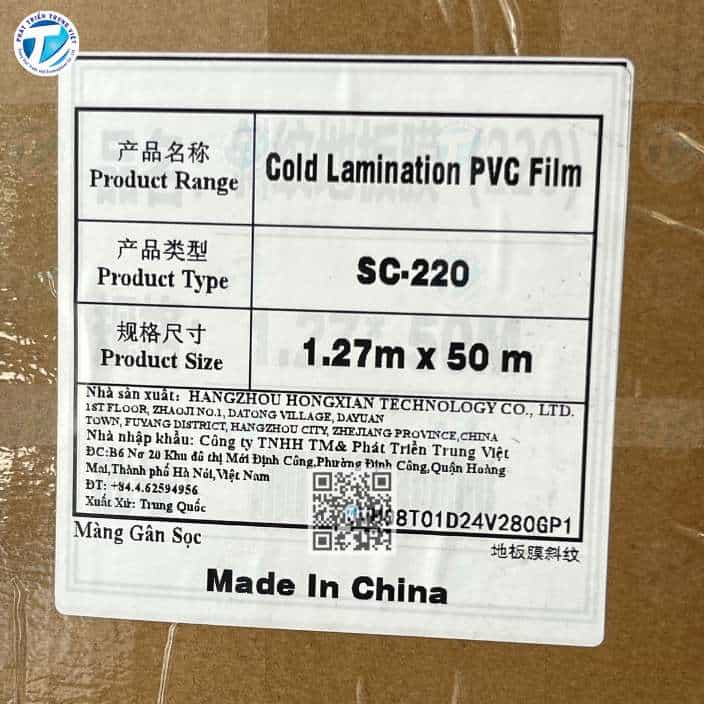 PHÁT TRIỂN TRUNG VIỆT
产品名称
Product Range
Cold Lamination PVC Film
产品类型
Product Type
SC-220
规格尺寸
Product Size
1.27m x 50 m
Nhà sản xuất: HANGZHOU HONGXIAN TECHNOLOGY CO., LTD.
1ST FLOOR, ZHAOJI NO.1, DATONG VILLAGE, DAYUAN
TOWN, FUYANG DISTRICT, HANGZHOU CITY, ZHEJIANG PROVINCE,CHINA
Nhà nhập khẩu: Công ty TNHH TM& Phát Triển Trung Việt
ĐC:B6 Nơ 20 Khu đô thị Mới Định Công,Phường Định Công,Quận Hoàng
Mai,Thành phố Hà Nội,Việt Nam
ĐT: +84.4.62594956
Xuất Xứ: Trung Quốc
08T01D24V280GP1
Màng Gân Sọc
地板膜斜纹
Made In China